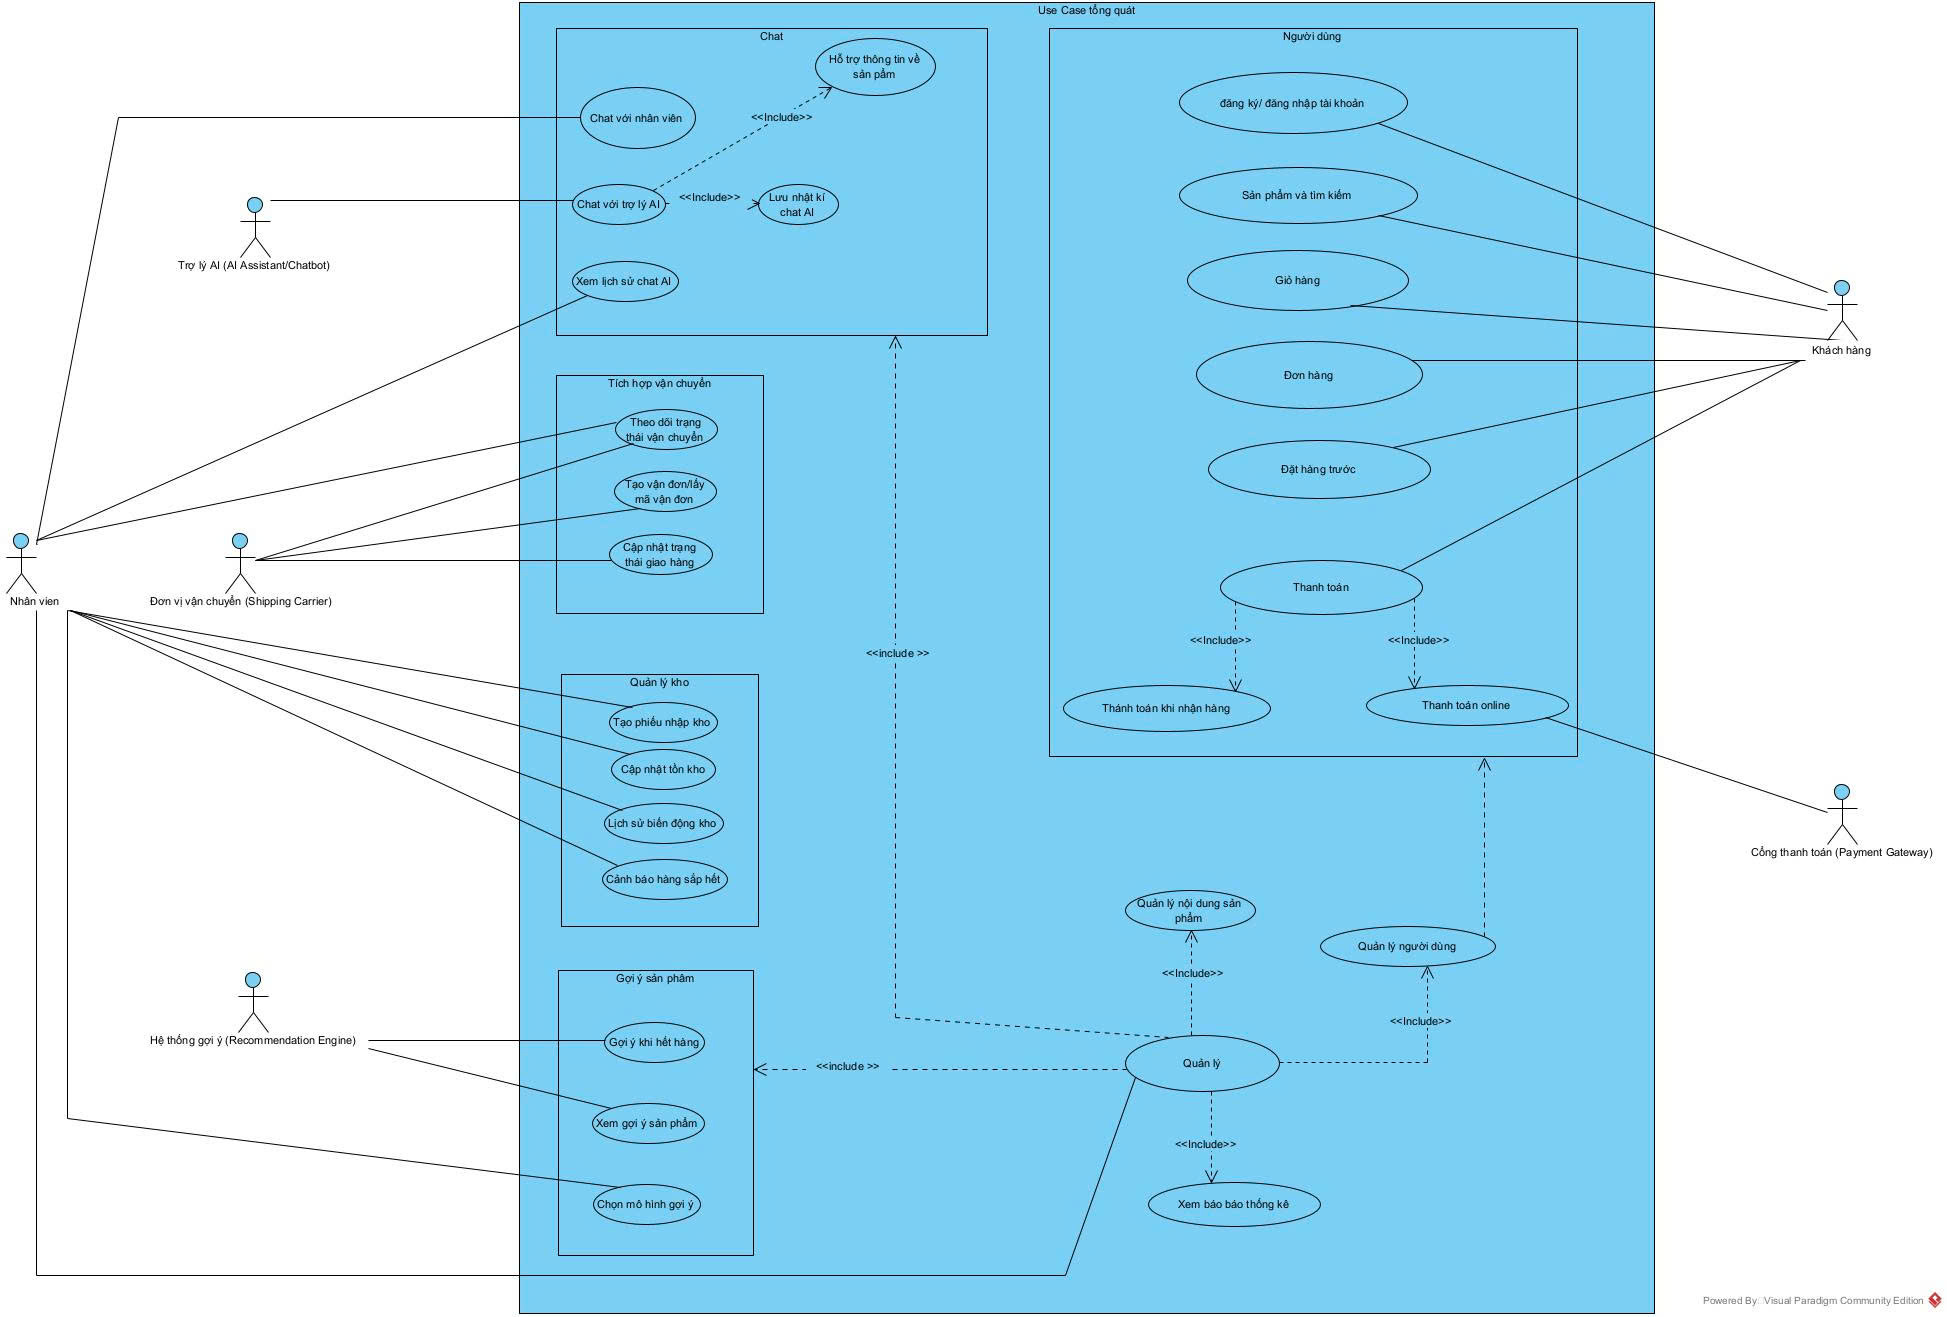 Use Case tổng quát
Chat
Hỗ trợ thông tin về
sản pẩm
<<Include>>
Chat với nhân viên
Chat với trợ lý AI
<<Include>>
Lưu nhật kí
chat AI
Xem lịch sử chat AI
Trợ lý AI (AI Assistant/Chatbot)
Người dùng
đăng ký/ đăng nhập tài khoản
Sản phẩm và tìm kiếm
Giỏ hàng
Đơn hàng
Đặt hàng trước
Thanh toán
<<Include>>
<<Include>>
Thánh toán khi nhận hàng
Thanh toán online
Khách hàng
Cổng thanh toán (Payment Gateway)
Tích hợp vận chuyển
Theo dõi trạng
thái vận chuyển
Tạo vận đơn/lấy
mã vận đơn
Cập nhật trạng
thái giao hàng
Nhân vien
Đơn vị vận chuyển (Shipping Carrier)
<<include >>
Quản lý kho
Tạo phiếu nhập kho
Cập nhật tồn kho
Lịch sử biến động kho
Cảnh báo hàng sắp hết
Gợi ý sản phâm
Gợi ý khi hết hàng
Xem gợi ý sản phẩm
Chọn mô hình gợi ý
Hệ thống gợi ý (Recommendation Engine)
<<include >>
Quản lý nội dung sản
phẩm
<<Include>>
Quản lý người dùng
<<Include>>
Quản lý
<<Include>>
Xem báo báo thống kê
Powered By Visual Paradigm Community Edition